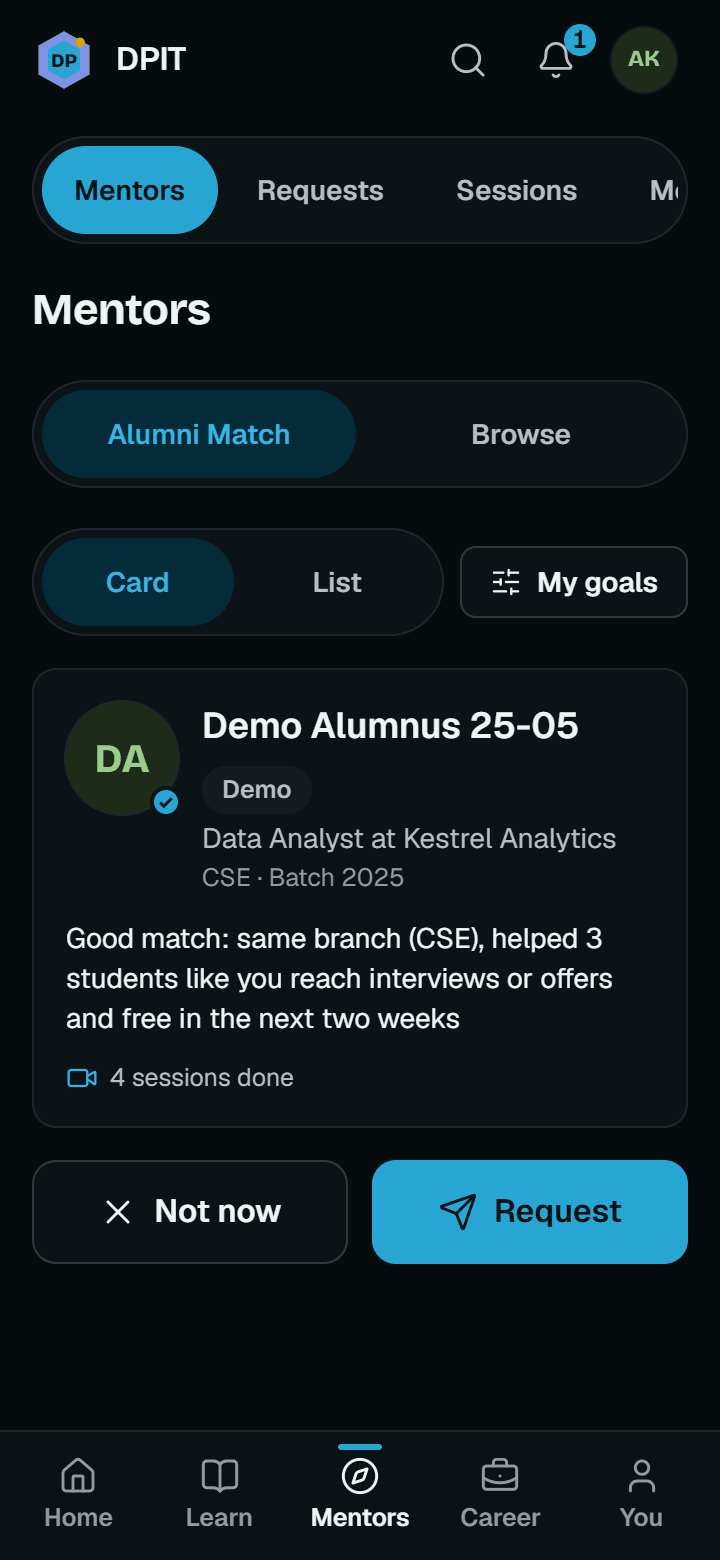 DP
DPIT
1
AK
Mentors
Requests
Sessions
Mentors
Alumni Match
Browse
Card
List
My goals
DA
Demo Alumnus 25-05
Demo
Data Analyst at Kestrel Analytics
CSE · Batch 2025
Good match: same branch (CSE), helped 3
students like you reach interviews or offers
and free in the next two weeks
4 sessions done
Not now
Request
Home
Learn
Mentors
Career
You